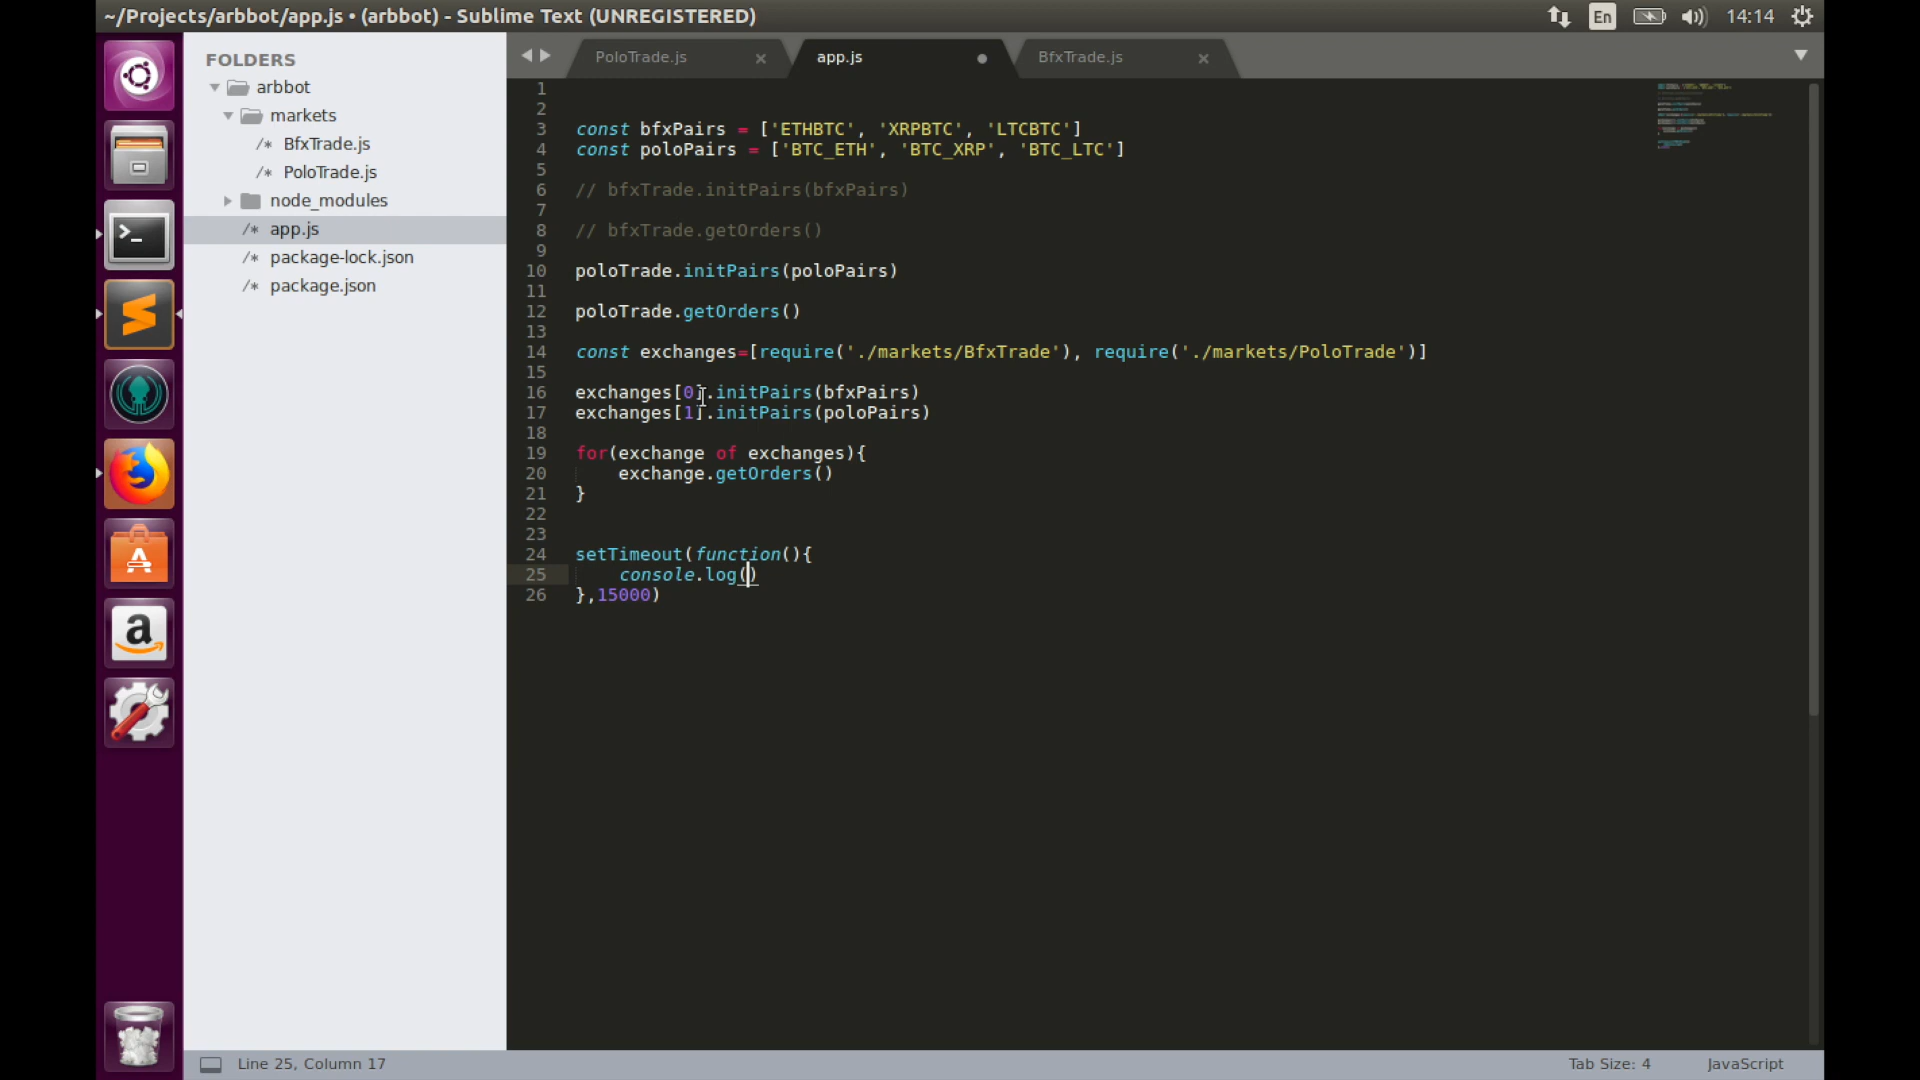 ~/Projects/arbbot/app.js • (arbbot) - Sublime Text (UNREGISTERED)
En
14:14
FOLDERS
arbbot
markets
/* BfxTrade.js
/* PoloTrade.js
node_modules
/* app.js
/* package-lock.json
/* package.json
PoloTrade.js
app.js
BfxTrade.js
1
2
3 const bfxPairs = ['ETHBTC', 'XRPBTC', 'LTCBTC']
4 const poloPairs = ['BTC_ETH', 'BTC_XRP', 'BTC_LTC']
5
6 // bfxTrade.initPairs(bfxPairs)
7
8 // bfxTrade.getOrders()
9
10 poloTrade.initPairs(poloPairs)
11
12 poloTrade.getOrders()
13
14 const exchanges=[require('./markets/BfxTrade'), require('./markets/PoloTrade')]
15
16 exchanges[0].initPairs(bfxPairs)
17 exchanges[1].initPairs(poloPairs)
18
19 for(exchange of exchanges){
20 exchange.getOrders()
21 }
22
23
24 setTimeout(function(){
25 console.log()
26 },15000)
Line 25, Column 17
Tab Size: 4
JavaScript